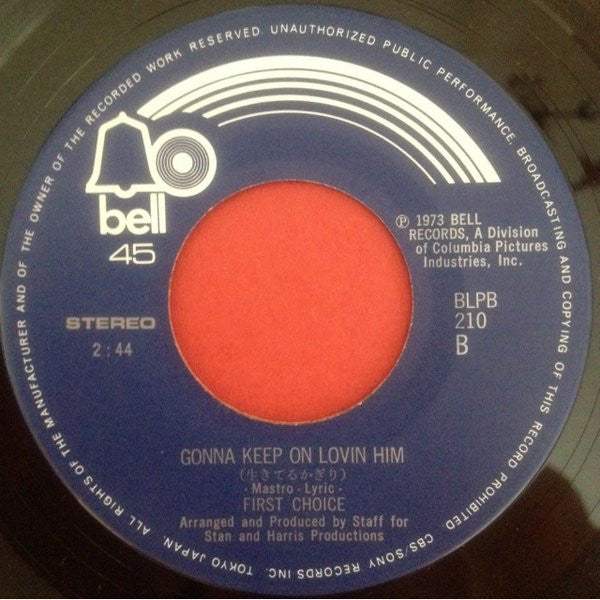 ALL RIGHTS OF THE MANUFACTURER AND OF THE OWNER OF THE RECORDED WORK RESERVED. UNAUTHORIZED PUBLIC PERFORMANCE, BROADCASTING AND COPYING OF THIS RECORD PROHIBITED. CBS/SONY RECORDS INC. TOKYO JAPAN.
bell
45
Ⓟ 1973 BELL
RECORDS, A Division
of Columbia Pictures
Industries, Inc.
STEREO
2:44
BLPB
210
B
GONNA KEEP ON LOVIN HIM
(生きてるかぎり)
- Mastro - Lyric -
FIRST CHOICE
Arranged and Produced by Staff for
Stan and Harris Productions